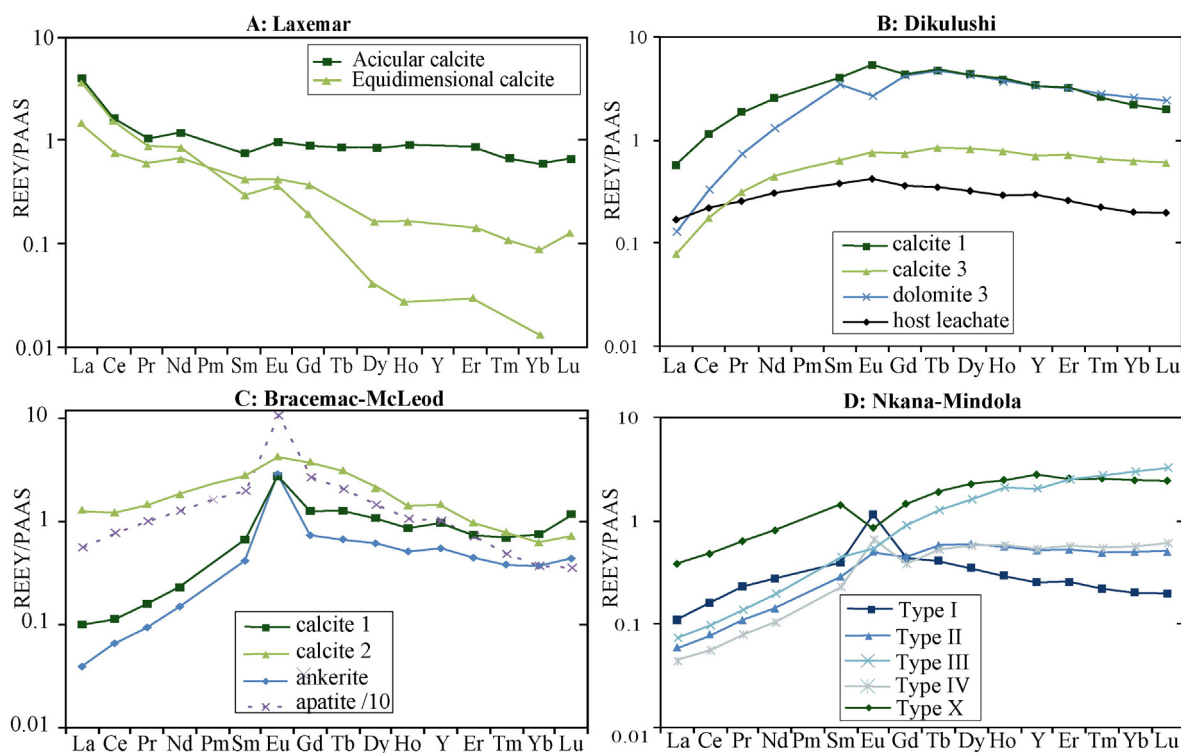 A: Laxemar
10
1
0.1
0.01
REEY/PAAS
Acicular calcite
Equidimensional calcite
La Ce Pr Nd Pm Sm Eu Gd Tb Dy Ho Y Er Tm Yb Lu
B: Dikulushi
10
1
0.1
0.01
REEY/PAAS
calcite 1
calcite 3
dolomite 3
host leachate
La Ce Pr Nd Pm Sm Eu Gd Tb Dy Ho Y Er Tm Yb Lu
C: Bracemac-McLeod
10
1
0.1
0.01
REEY/PAAS
calcite 1
calcite 2
ankerite
apatite /10
La Ce Pr Nd Pm Sm Eu Gd Tb Dy Ho Y Er Tm Yb Lu
D: Nkana-Mindola
10
1
0.1
0.01
REEY/PAAS
Type I
Type II
Type III
Type IV
Type X
La Ce Pr Nd Pm Sm Eu Gd Tb Dy Ho Y Er Tm Yb Lu